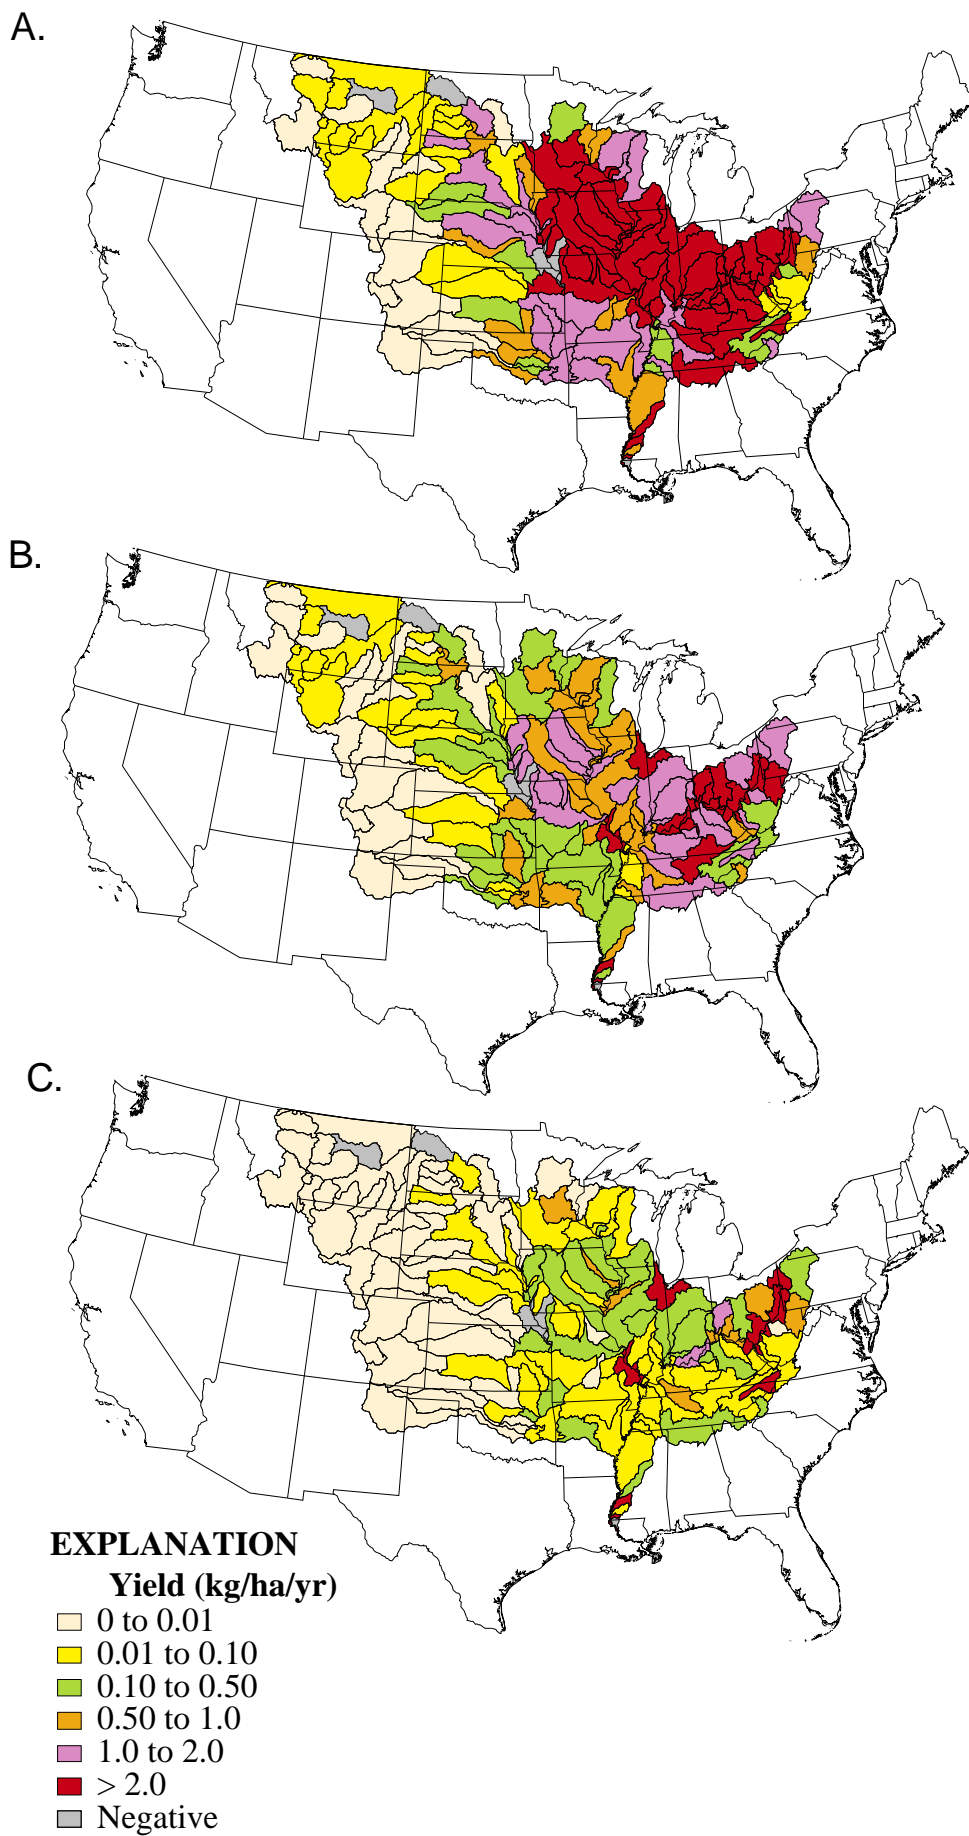 A.
B.
C.
EXPLANATION
Yield (kg/ha/yr)
0 to 0.01
0.01 to 0.10
0.10 to 0.50
0.50 to 1.0
1.0 to 2.0
> 2.0
Negative